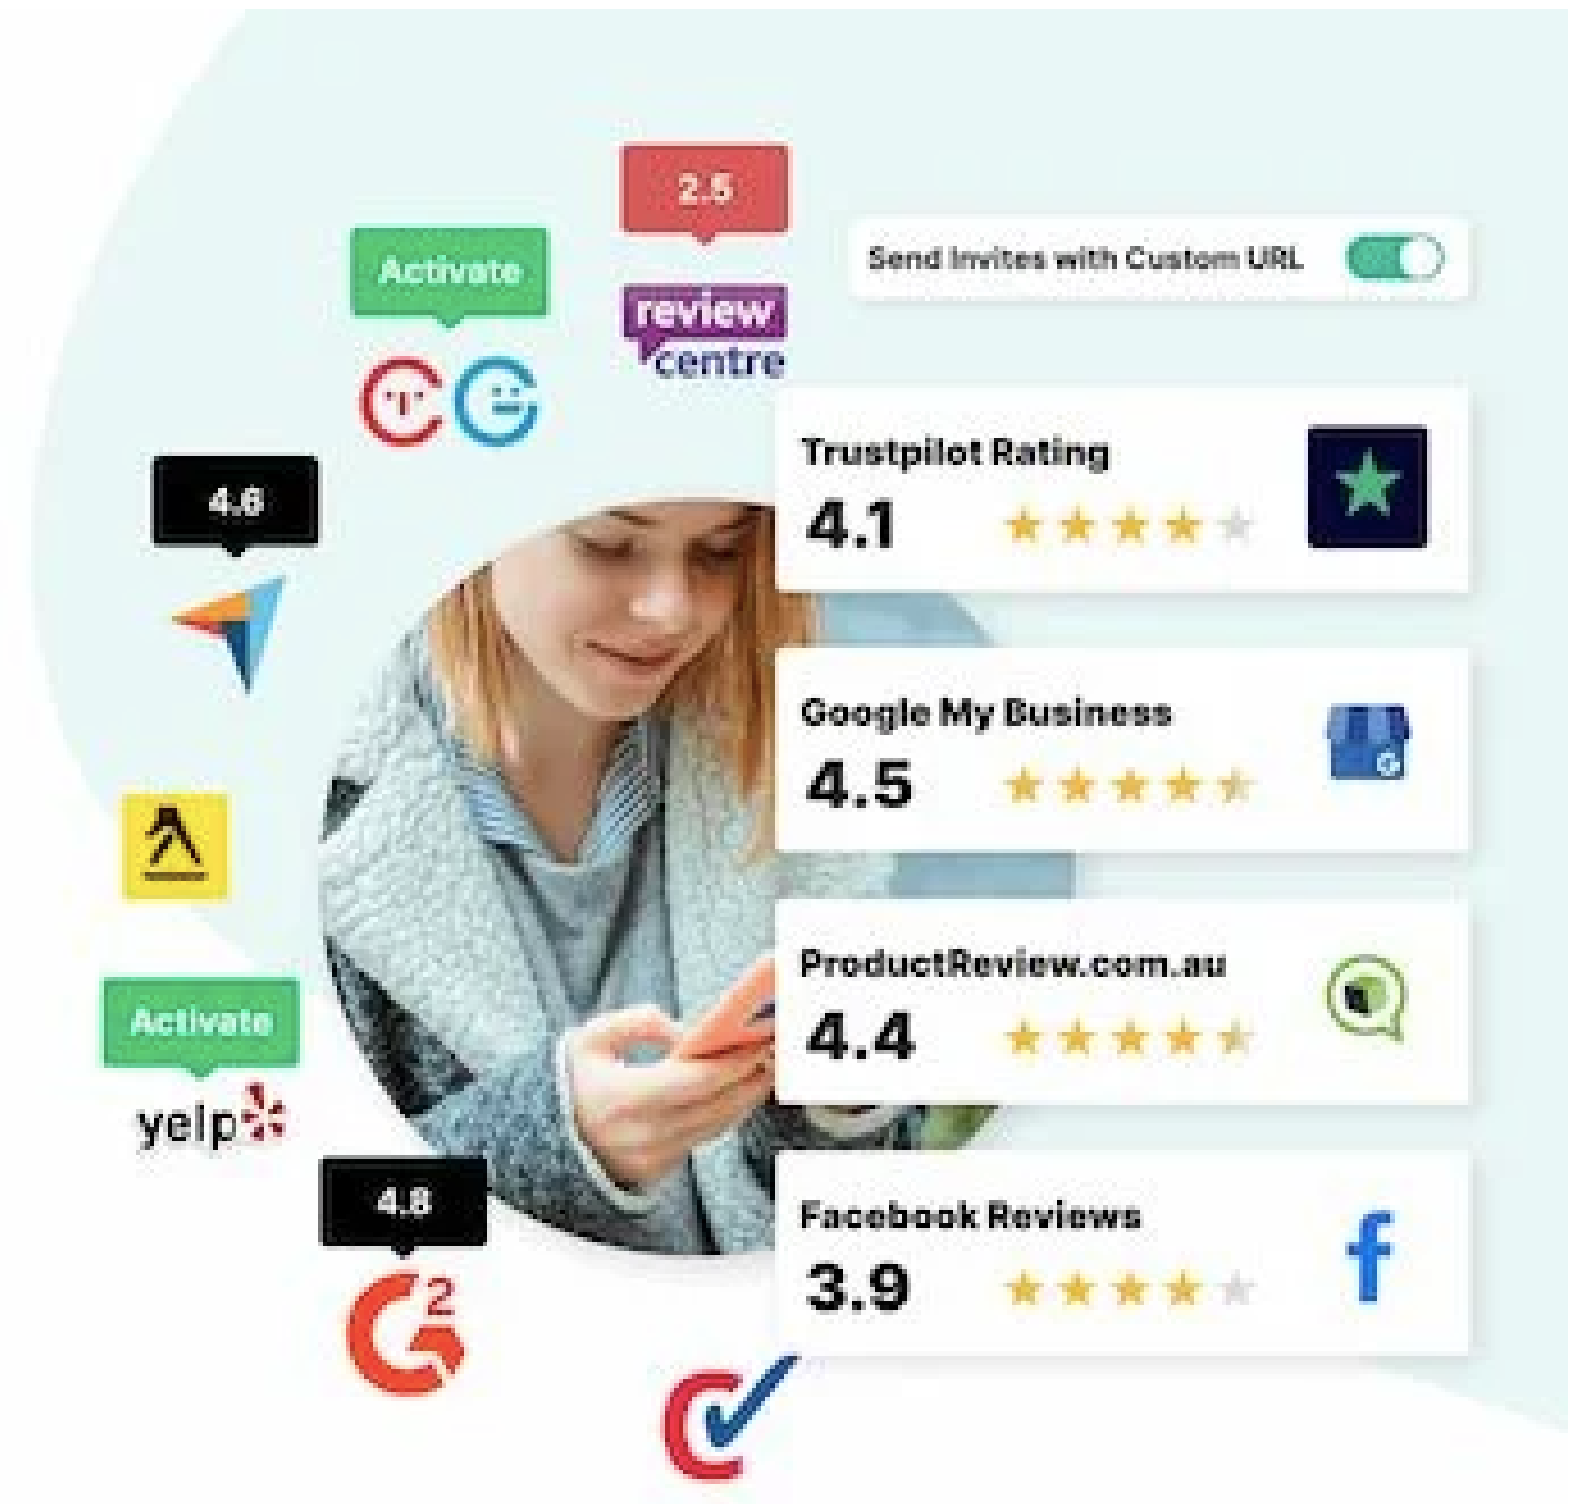 2.5
Activate
Send Invites with Custom URL
review
centre
Trustpilot Rating
4.1
4.6
Google My Business
4.5
ProductReview.com.au
4.4
Activate
yelp
4.8
G2
Facebook Reviews
3.9